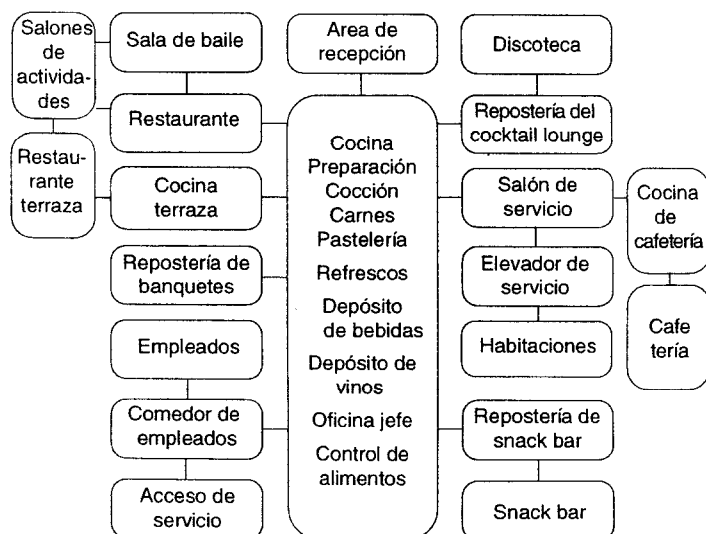 Salones
de
activida-
des
Restau-
rante
terraza
Sala de baile
Restaurante
Cocina
terraza
Repostería de
banquetes
Empleados
Comedor de
empleados
Acceso de
servicio
Area de
recepción
Cocina
Preparación
Cocción
Carnes
Pastelería
Refrescos
Depósito
de bebidas
Depósito de
vinos
Oficina jefe
Control de
alimentos
Discoteca
Repostería del
cocktail lounge
Salón de
servicio
Elevador de
servicio
Habitaciones
Repostería de
snack bar
Snack bar
Cocina
de
cafetería
Cafe
tería